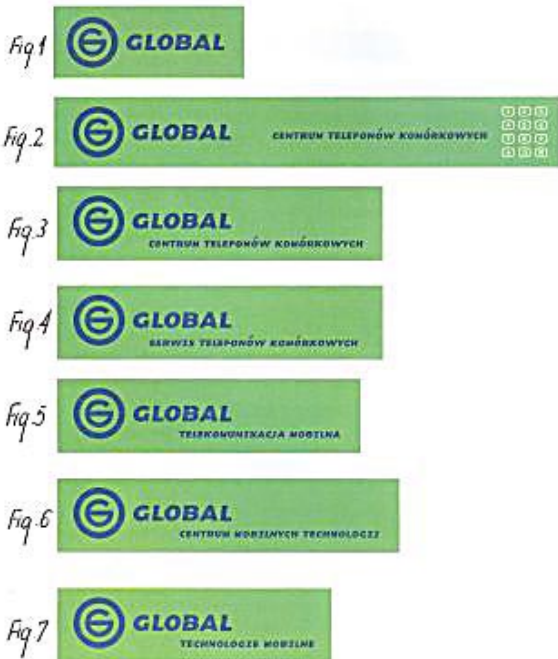 Fig 1 GLOBAL
Fig.2 GLOBAL CENTRUM TELEFONÓW KOMÓRKOWYCH
Fig.3 GLOBAL
CENTRUM TELEFONÓW KOMÓRKOWYCH
Fig 4 GLOBAL
SERWIS TELEFONÓW KOMÓRKOWYCH
Fig.5 GLOBAL
TELEKOMUNIKACJA MOBILNA
Fig.6 GLOBAL
CENTRUM MOBILNYCH TECHNOLOGII
Fig 7 GLOBAL
TECHNOLOGIE MOBILNE